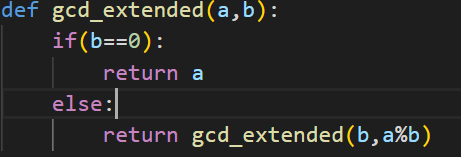 def gcd_extended(a,b):
    if(b==0):
        return a
    else:
        return gcd_extended(b,a%b)